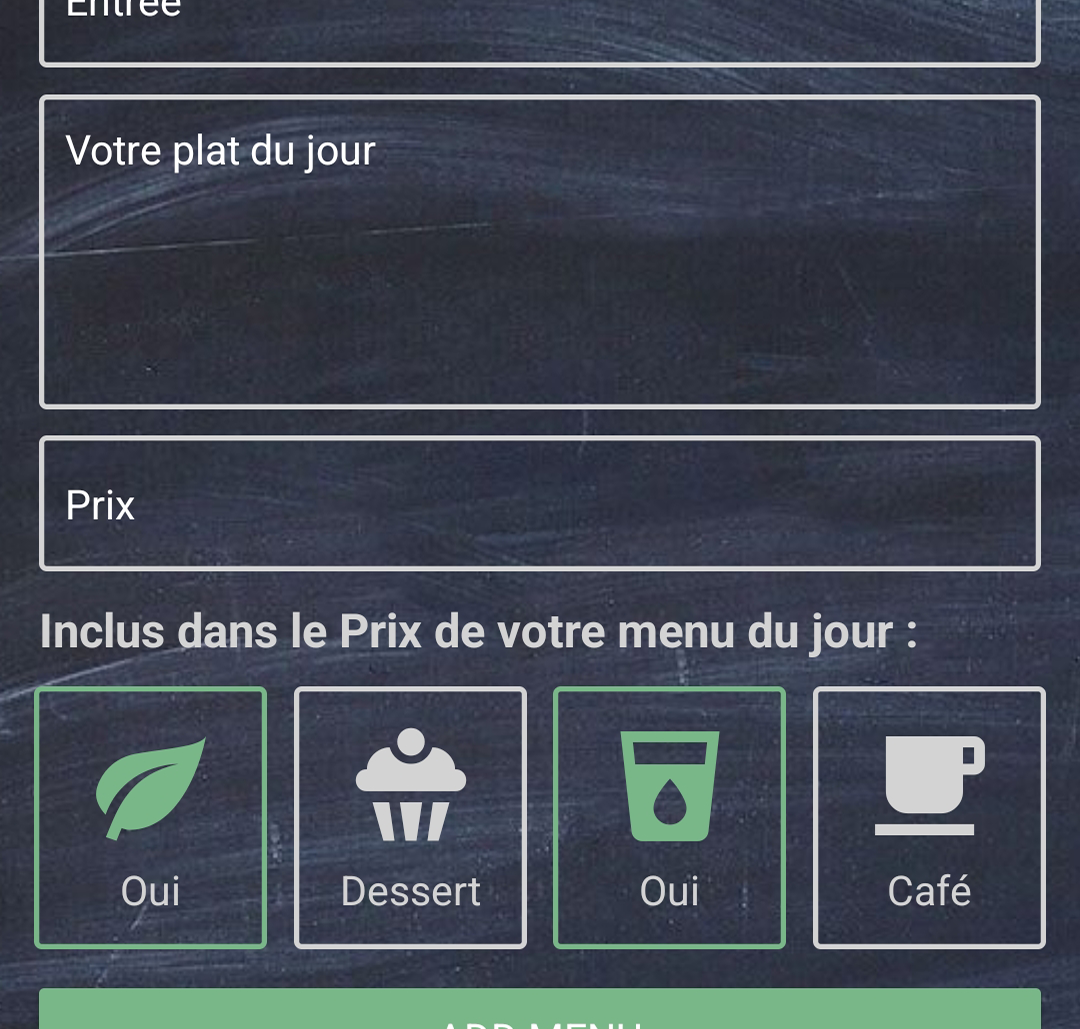 Entrée
Votre plat du jour
Prix
Inclus dans le Prix de votre menu du jour :
Oui
Dessert
Oui
Café
ADD MENU